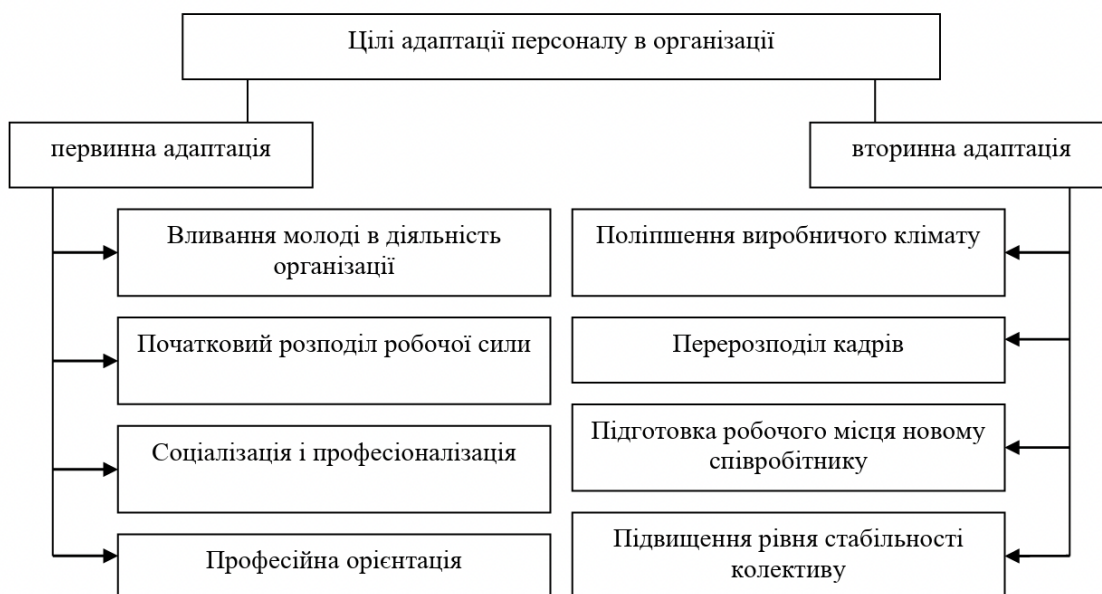 Цілі адаптації персоналу в організації
первинна адаптація
вторинна адаптація
Вливання молоді в діяльність
організації
Початковий розподіл робочої сили
Соціалізація і професіоналізація
Професійна орієнтація
Поліпшення виробничого клімату
Перерозподіл кадрів
Підготовка робочого місця новому
співробітнику
Підвищення рівня стабільності
колективу